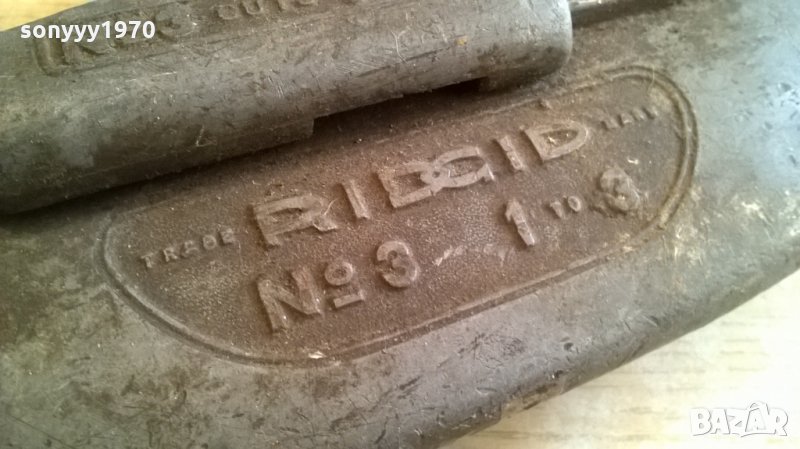 sonyyy1970
TRADE RIDGID MARK
Nº 3 - 1 TO 3
BAZAR